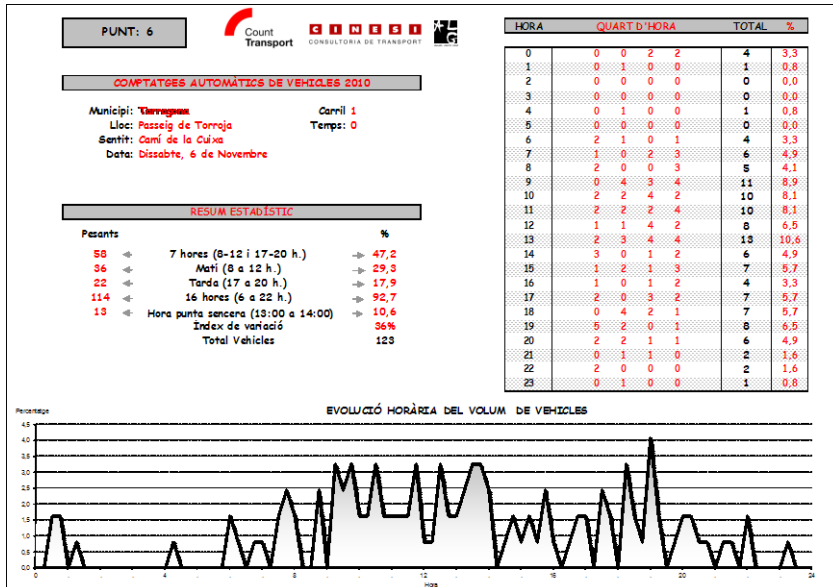 PUNT: 6
Count
Transport
CINESI
CONSULTORIA DE TRANSPORT
COMPTATGES AUTOMÀTICS DE VEHICLES 2010
Municipi: Carril 1
Lloc: Passeig de Torroja Temps: 0
Sentit: Camí de la Cuixa
Data: Dissabte, 6 de Novembre
RESUM ESTADÍSTIC
Pesants %
58 7 hores (8-12 i 17-20 h.) 47,2
36 Matí (8 a 12 h.) 29,3
22 Tarda (17 a 20 h.) 17,9
114 16 hores (6 a 22 h.) 92,7
13 Hora punta sencera (13:00 a 14:00) 10,6
Índex de variació 36%
Total Vehicles 123
HORA QUART D'HORA TOTAL %
0 0 0 2 2 4 3,3
1 0 1 0 0 1 0,8
2 0 0 0 0 0 0,0
3 0 0 0 0 0 0,0
4 0 1 0 0 1 0,8
5 0 0 0 0 0 0,0
6 2 1 0 1 4 3,3
7 1 0 2 3 6 4,9
8 2 0 0 3 5 4,1
9 0 4 3 4 11 8,9
10 2 2 4 2 10 8,1
11 2 2 2 4 10 8,1
12 1 1 4 2 8 6,5
13 2 3 4 4 13 10,6
14 3 0 1 2 6 4,9
15 1 2 1 3 7 5,7
16 1 0 1 2 4 3,3
17 2 0 3 2 7 5,7
18 0 4 2 1 7 5,7
19 5 2 0 1 8 6,5
20 2 2 1 1 6 4,9
21 0 1 1 0 2 1,6
22 2 0 0 0 2 1,6
23 0 1 0 0 1 0,8
EVOLUCIÓ HORÀRIA DEL VOLUM DE VEHICLES
Percentatge
4,5
4,0
3,5
3,0
2,5
2,0
1,5
1,0
0,5
0,0
0 2 4 6 8 10 12 14 16 18 20 22 24
Hora